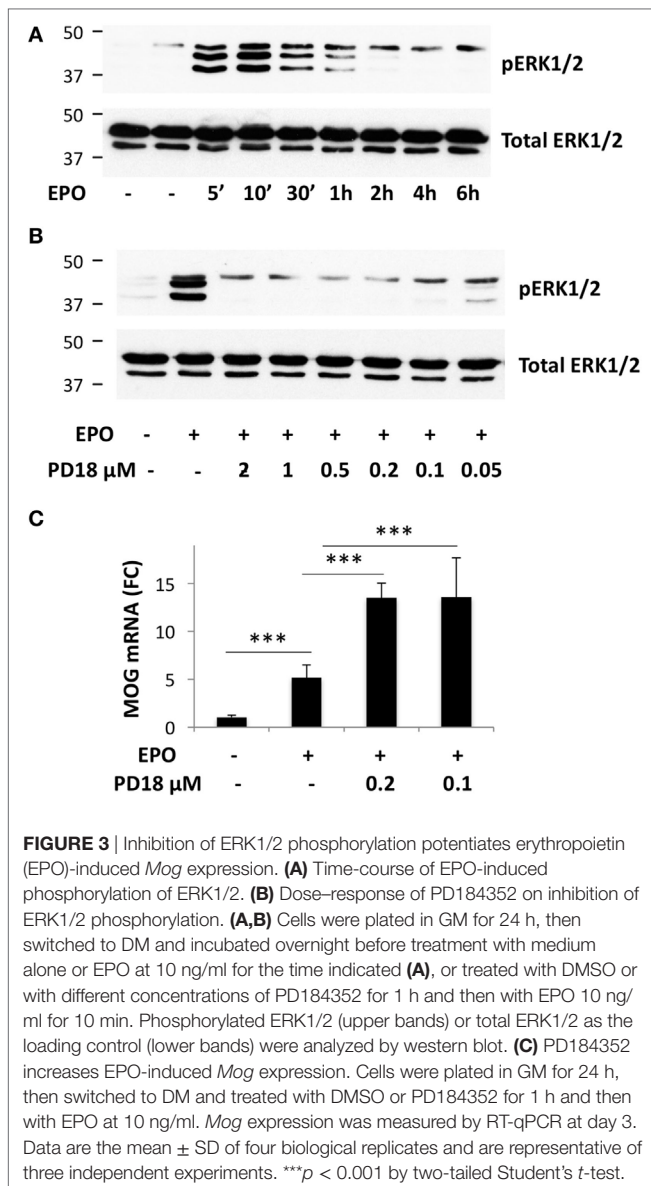 A
50
37
pERK1/2
50
37
Total ERK1/2
EPO - - 5’ 10’ 30’ 1h 2h 4h 6h
B
50
37
pERK1/2
50
37
Total ERK1/2
EPO - + + + + + + +
PD18 µM - - 2 1 0.5 0.2 0.1 0.05
C
MOG mRNA (FC)
15
10
5
0
***
***
***
EPO - + + +
PD18 µM - - 0.2 0.1
FIGURE 3 | Inhibition of ERK1/2 phosphorylation potentiates erythropoietin
(EPO)-induced Mog expression. (A) Time-course of EPO-induced
phosphorylation of ERK1/2. (B) Dose–response of PD184352 on inhibition of
ERK1/2 phosphorylation. (A,B) Cells were plated in GM for 24 h, then
switched to DM and incubated overnight before treatment with medium
alone or EPO at 10 ng/ml for the time indicated (A), or treated with DMSO or
with different concentrations of PD184352 for 1 h and then with EPO 10 ng/
ml for 10 min. Phosphorylated ERK1/2 (upper bands) or total ERK1/2 as the
loading control (lower bands) were analyzed by western blot. (C) PD184352
increases EPO-induced Mog expression. Cells were plated in GM for 24 h,
then switched to DM and treated with DMSO or PD184352 for 1 h and then
with EPO at 10 ng/ml. Mog expression was measured by RT-qPCR at day 3.
Data are the mean ± SD of four biological replicates and are representative of
three independent experiments. ***p < 0.001 by two-tailed Student’s t-test.